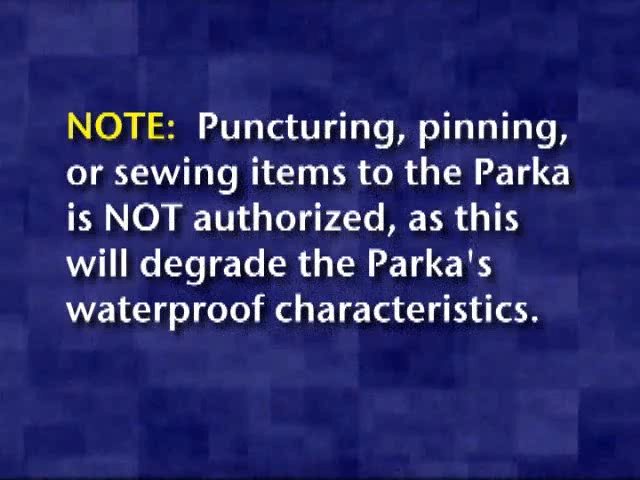 NOTE: Puncturing, pinning,
or sewing items to the Parka
is NOT authorized, as this
will degrade the Parka's
waterproof characteristics.